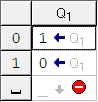 Q₁
0 1 ← Q₁
1 0 ← Q₁
␣ _ ↓